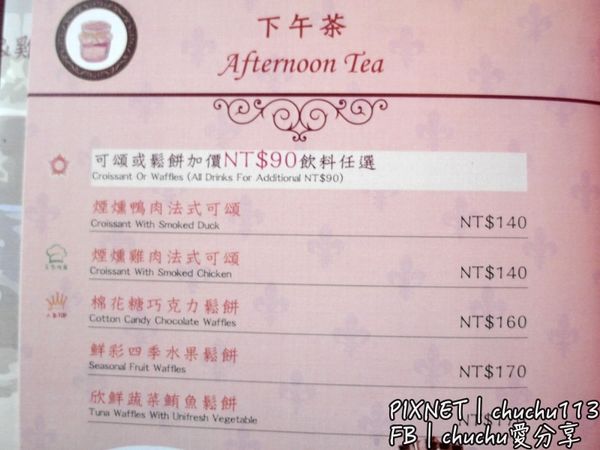 下午茶
Afternoon Tea
可頌或鬆餅加價NT$90飲料任選
Croissant Or Waffles (All Drinks For Additional NT$90)
煙燻鴨肉法式可頌
Croissant With Smoked Duck
NT$140
煙燻雞肉法式可頌
Croissant With Smoked Chicken
NT$140
棉花糖巧克力鬆餅
Cotton Candy Chocolate Waffles
NT$160
鮮彩四季水果鬆餅
Seasonal Fruit Waffles
NT$170
欣鮮蔬菜鮪魚鬆餅
Tuna Waffles With Unifresh Vegetable
PIXNET | chuchu113
FB | chuchu愛分享